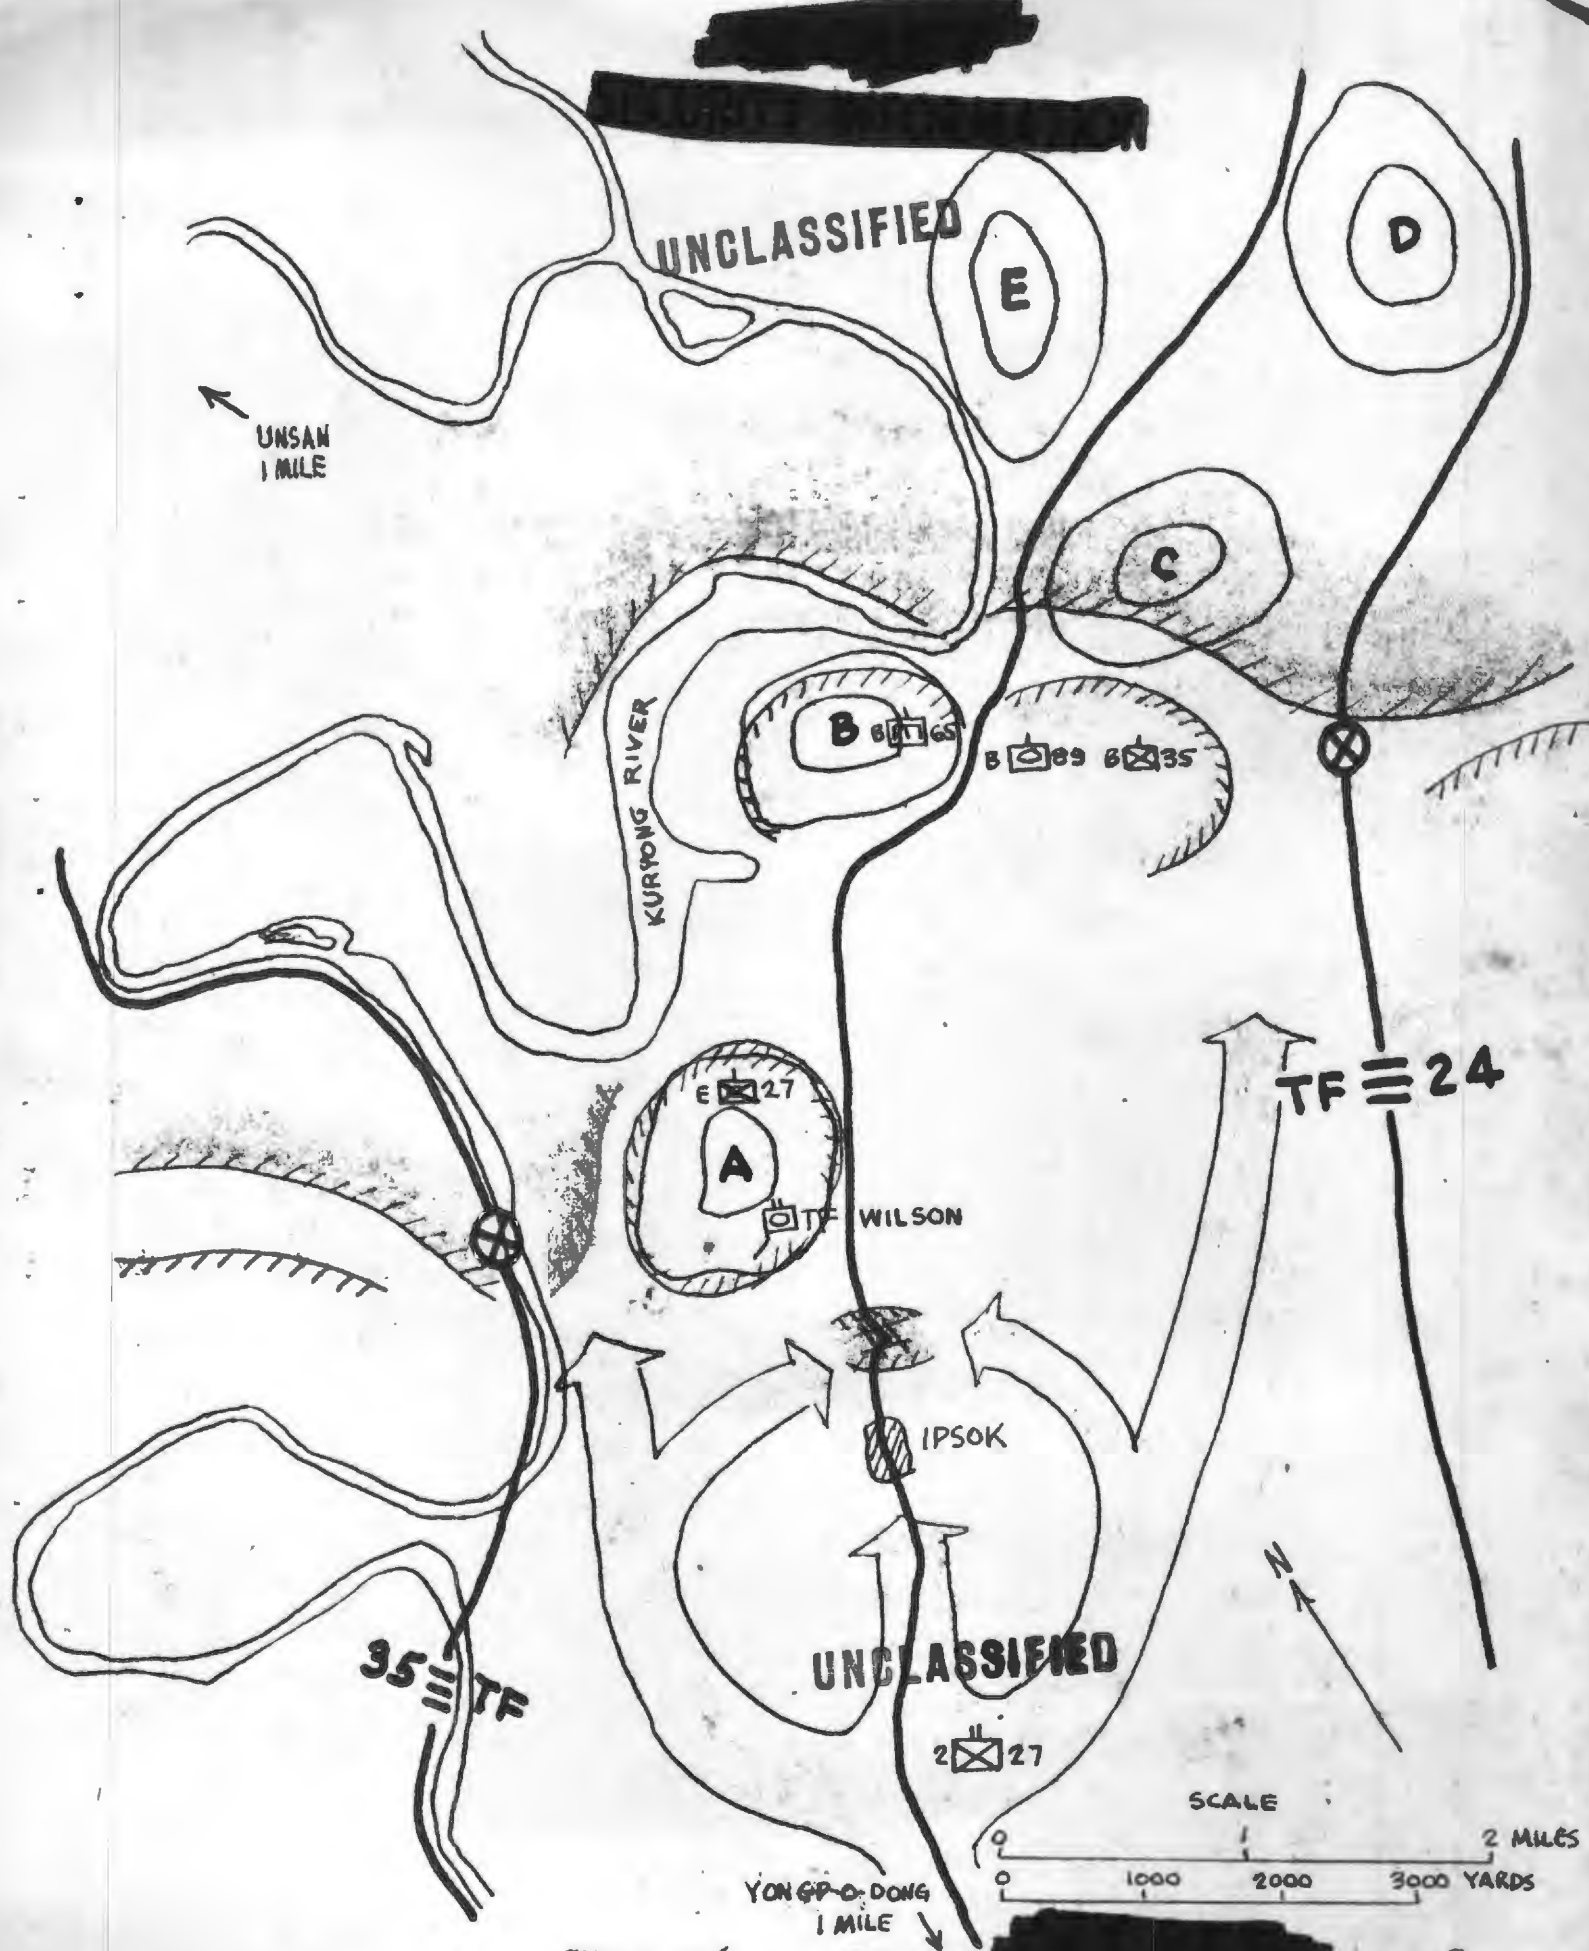 UNCLASSIFIED
E
D
UNSAN
1 MILE
C
KURYONG RIVER
B
B 65
B 89
B 35
E 27
A
TF WILSON
TF 24
IPSOK
N
35 TF
UNCLASSIFIED
2 27
SCALE
0 1 2 MILES
0 1000 2000 3000 YARDS
YONGP-O-DONG
1 MILE